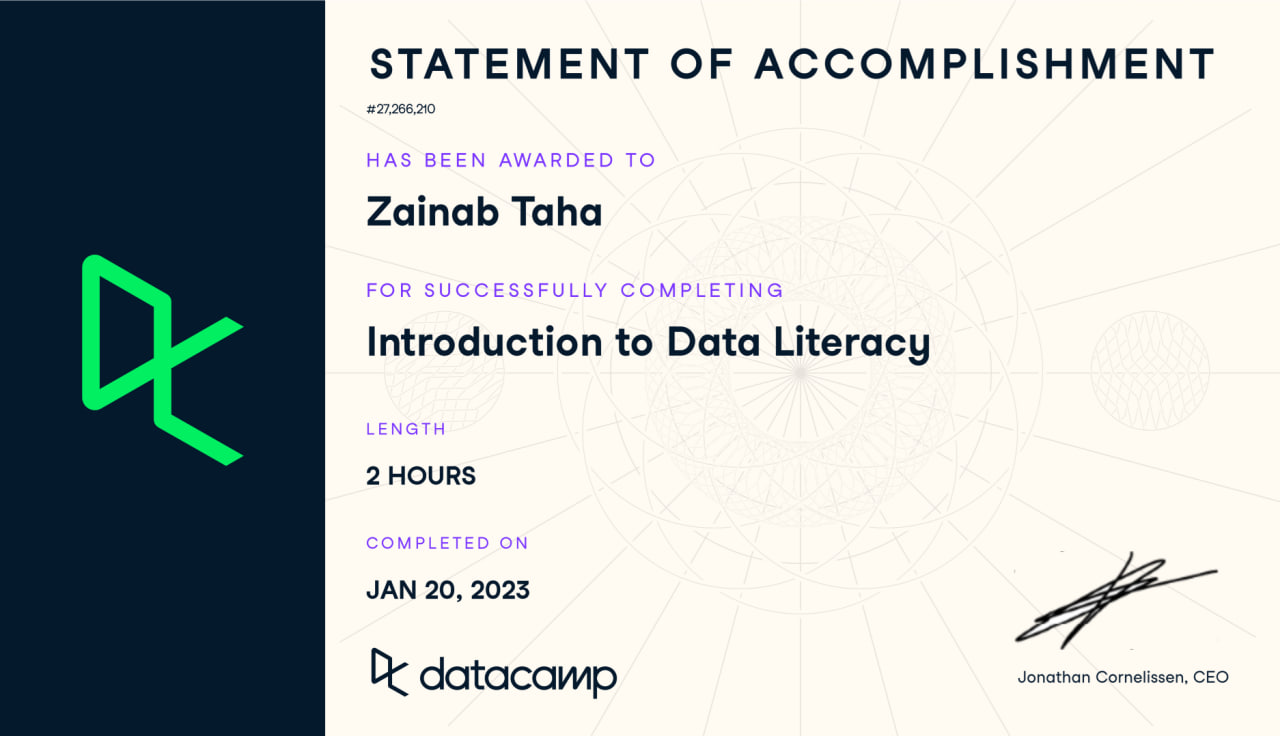 STATEMENT OF ACCOMPLISHMENT
#27,266,210
HAS BEEN AWARDED TO
Zainab Taha
FOR SUCCESSFULLY COMPLETING
Introduction to Data Literacy
LENGTH
2 HOURS
COMPLETED ON
JAN 20, 2023
datacamp
Jonathan Cornelissen, CEO